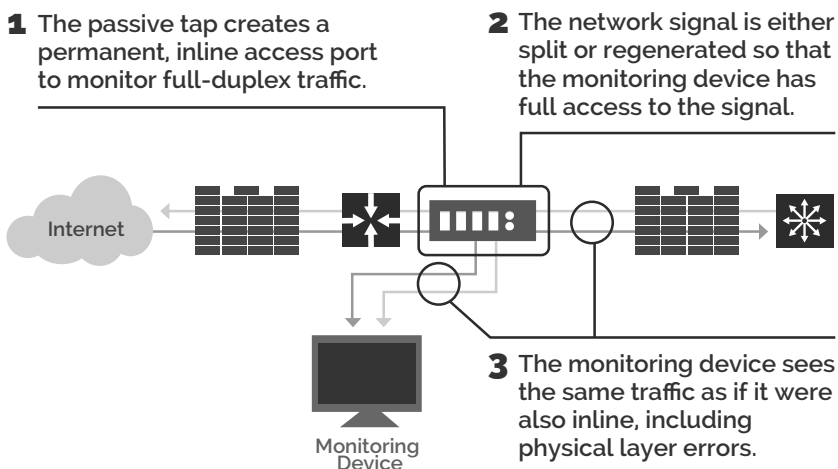 1 The passive tap creates a
permanent, inline access port
to monitor full-duplex traffic.
2 The network signal is either
split or regenerated so that
the monitoring device has
full access to the signal.
Internet
3 The monitoring device sees
the same traffic as if it were
also inline, including
physical layer errors.
Monitoring
Device